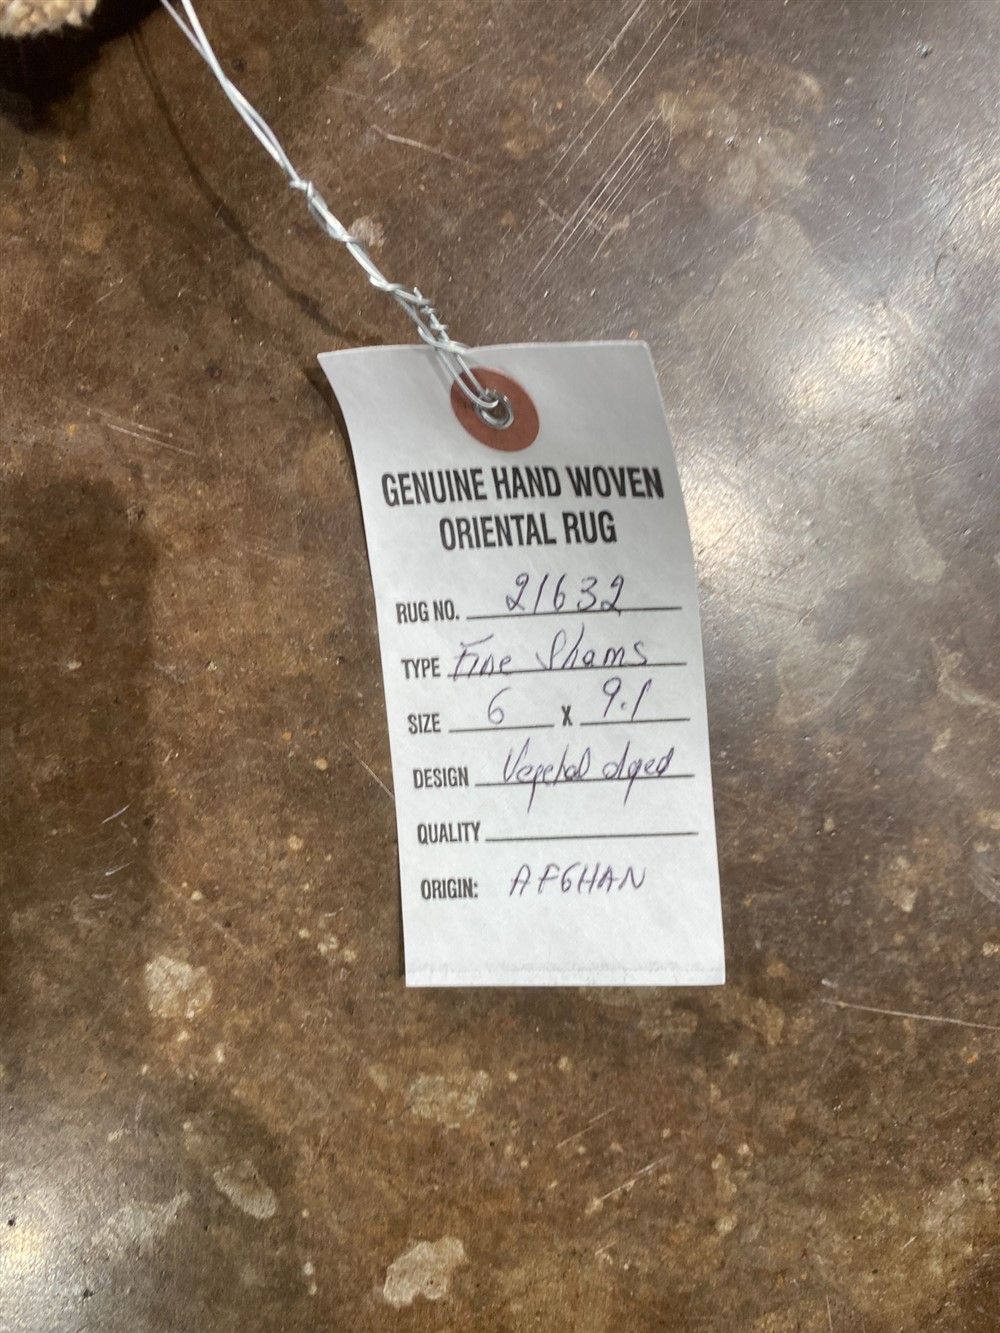 GENUINE HAND WOVEN
ORIENTAL RUG
RUG NO. 21632
TYPE Fine Shams
SIZE 6 X 9.1
DESIGN Vegetal dyed
QUALITY
ORIGIN: AFGHAN